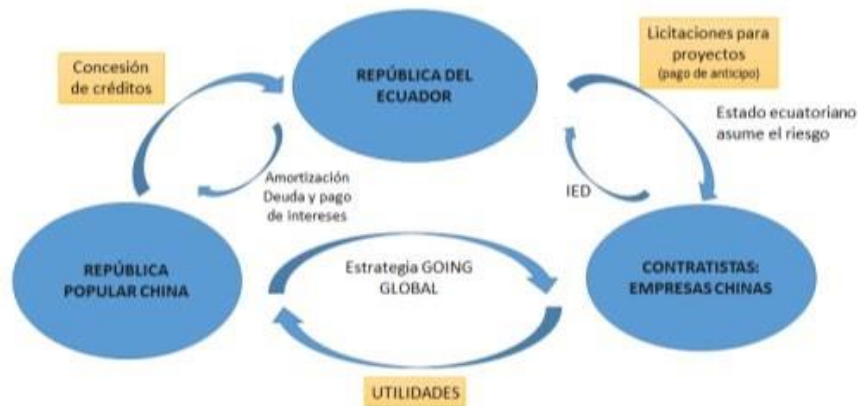 Concesión
de créditos
REPÚBLICA DEL
ECUADOR
Licitaciones para
proyectos
(pago de anticipo)
Estado ecuatoriano
asume el riesgo
Amortización
Deuda y pago
de intereses
IED
REPÚBLICA
POPULAR CHINA
Estrategia GOING
GLOBAL
CONTRATISTAS:
EMPRESAS CHINAS
UTILIDADES